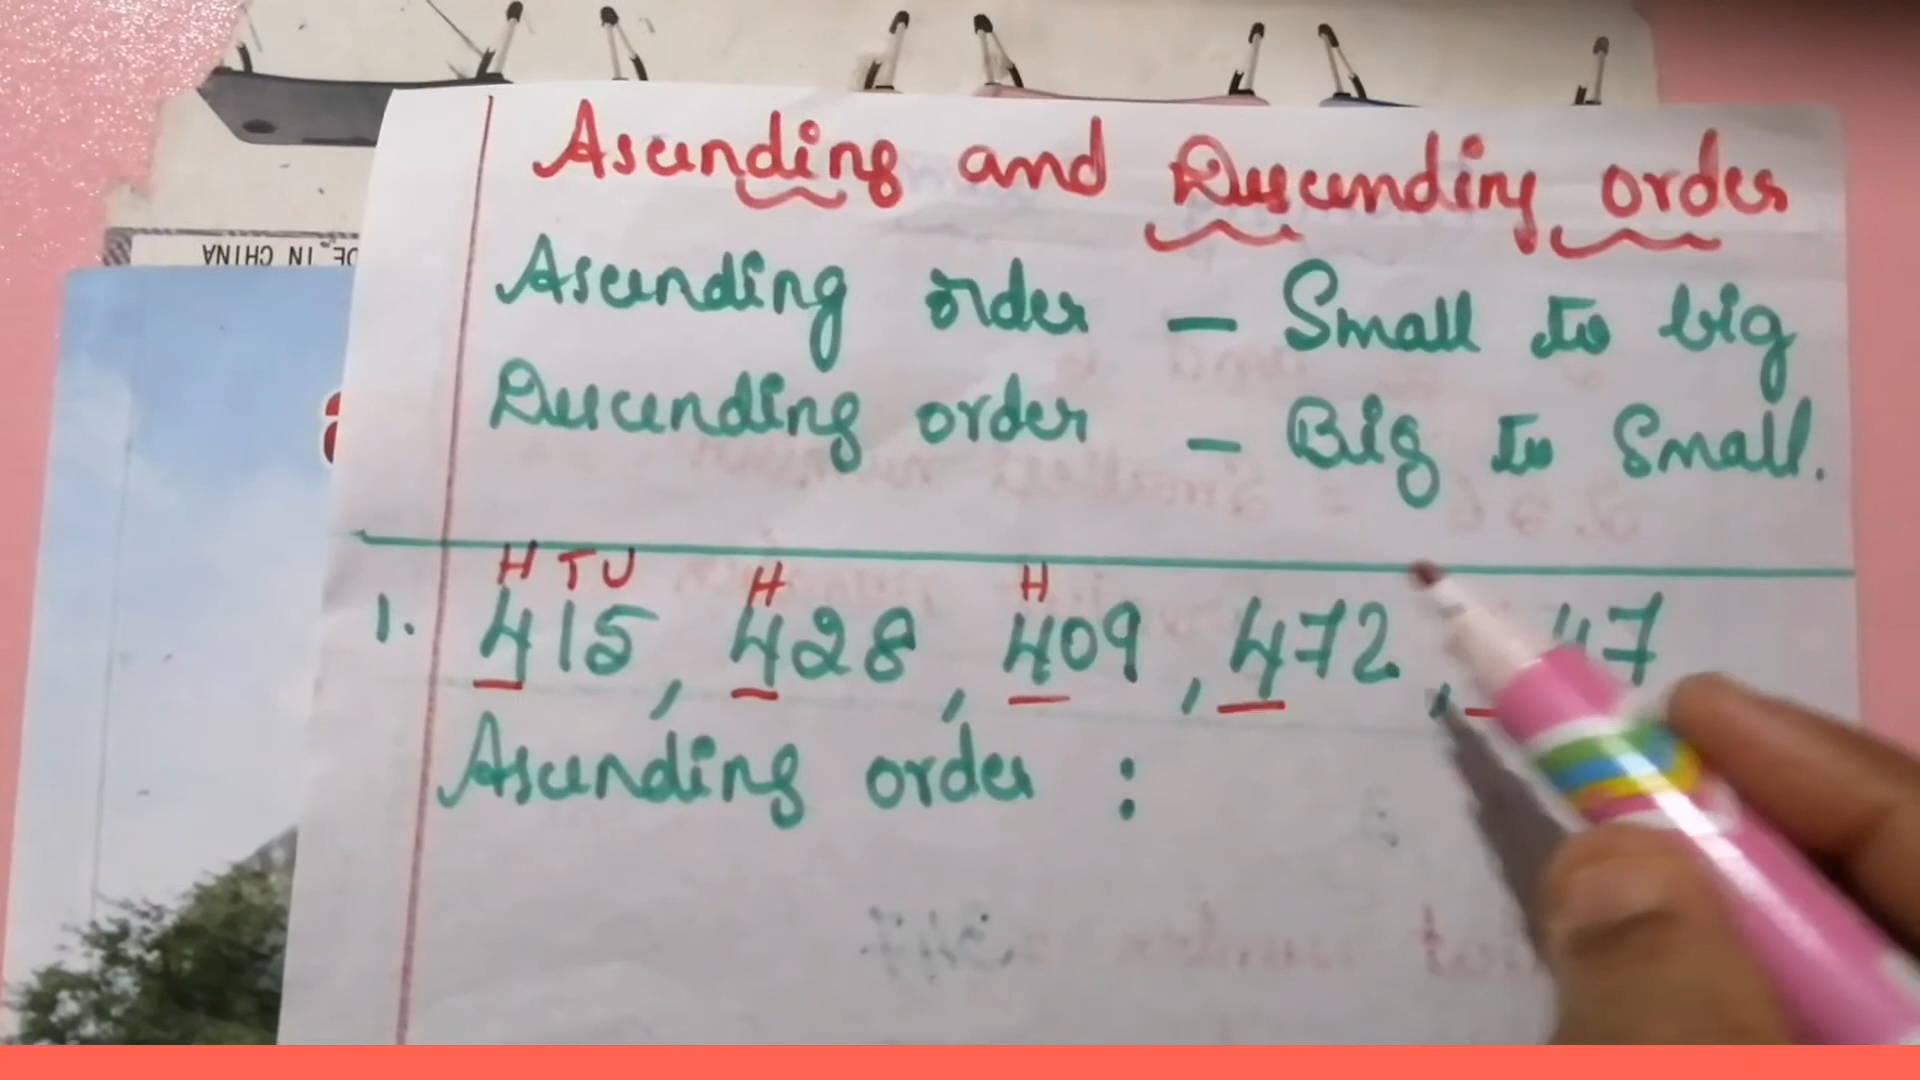 Ascending and Descending order
Ascending order - Small to big
Descending order - Big to Small.
H T U H H
1. 415, 428, 409, 472,
Ascending order :
MADE IN CHINA